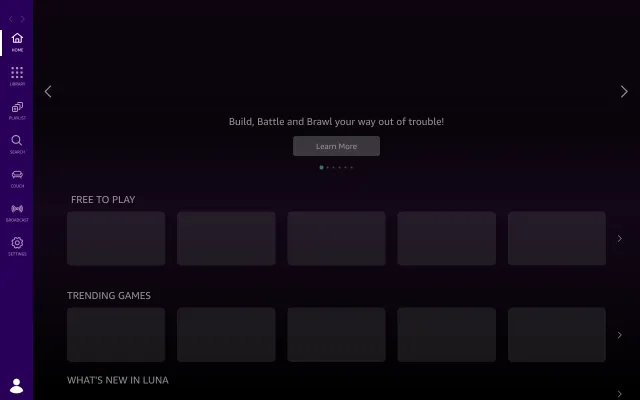 HOME
LIBRARY
PLAYLIST
SEARCH
COUCH
BROADCAST
SETTINGS
Build, Battle and Brawl your way out of trouble!
Learn More
FREE TO PLAY
TRENDING GAMES
WHAT'S NEW IN LUNA